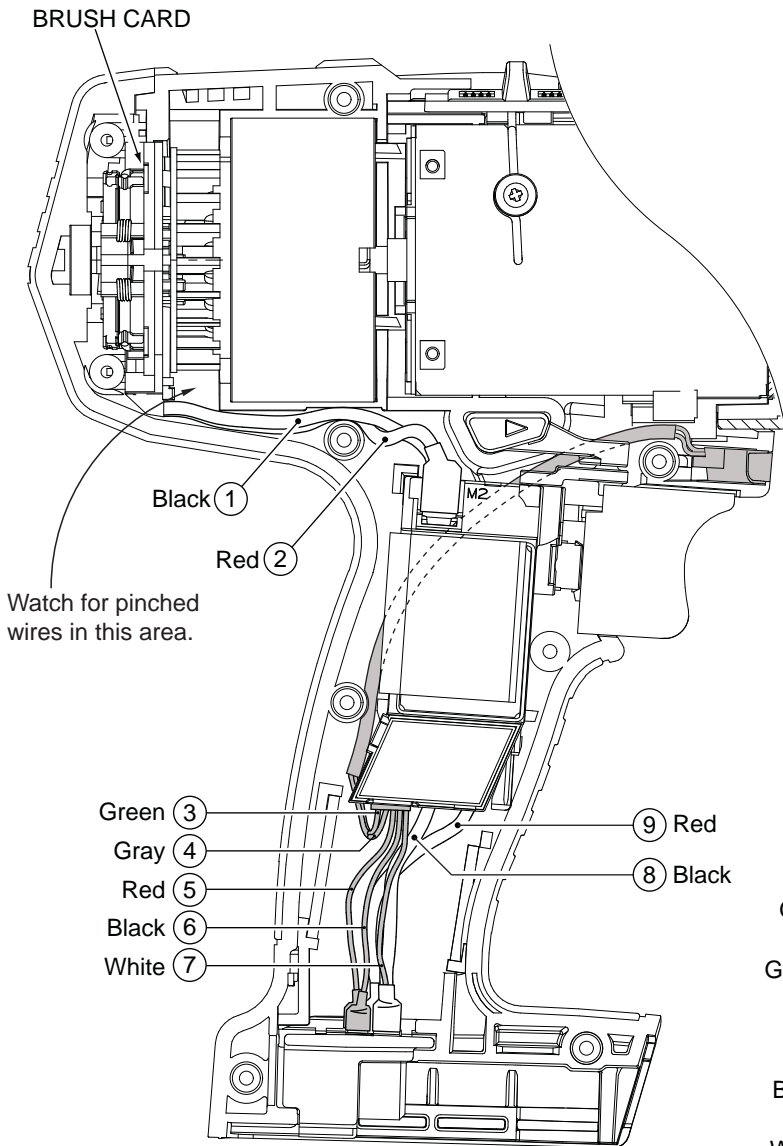 BRUSH CARD
M2
Black 1
Red 2
Watch for pinched
wires in this area.
Green 3
Gray 4
Red 5
Black 6
White 7
9 Red
8 Black
G
B